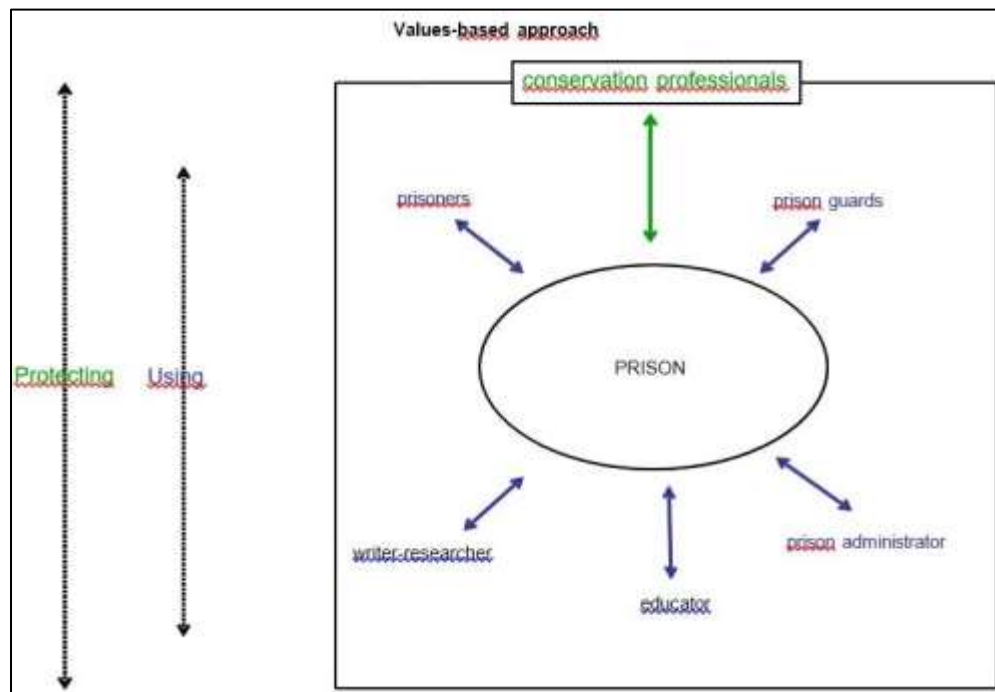 Values-based approach
conservation professionals
prisoners
prison guards
Protecting
Using
PRISON
writer-researcher
prison administrator
educator